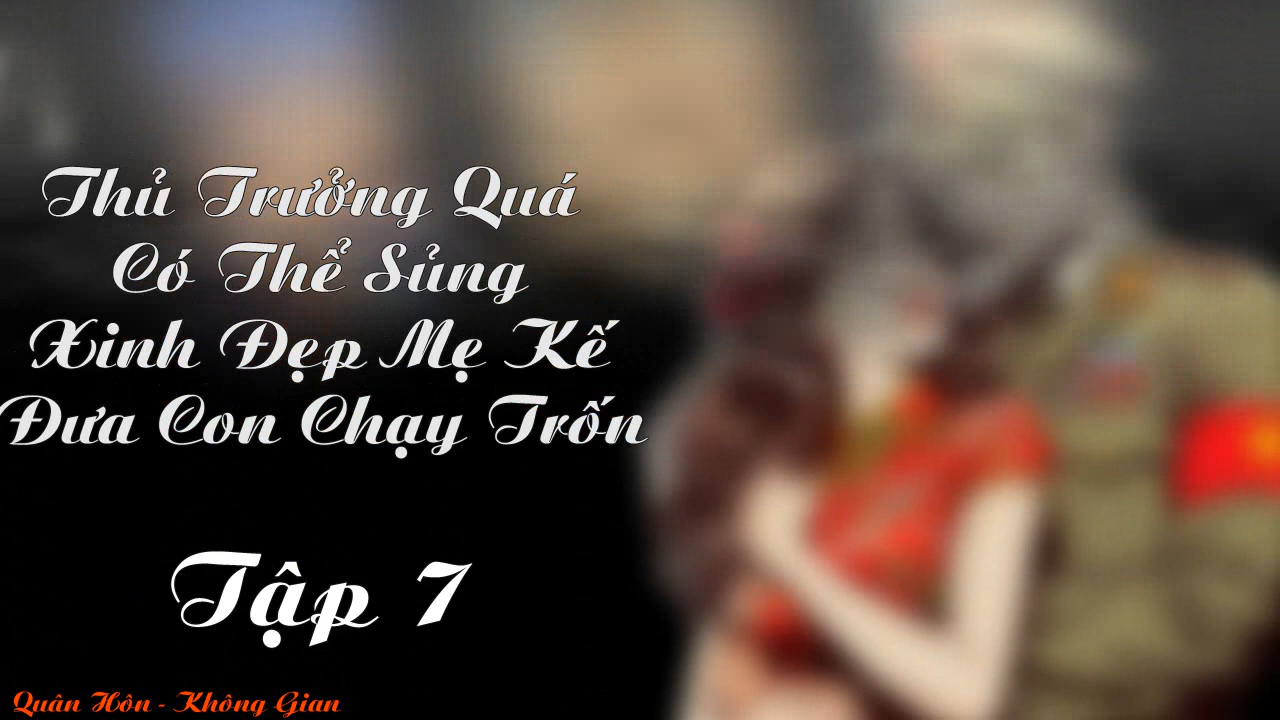 Thủ Trưởng Quá
Có Thể Sủng
Xinh Đẹp Mẹ Kế
Đưa Con Chạy Trốn
Tập 7
Quân Hôn - Không Gian